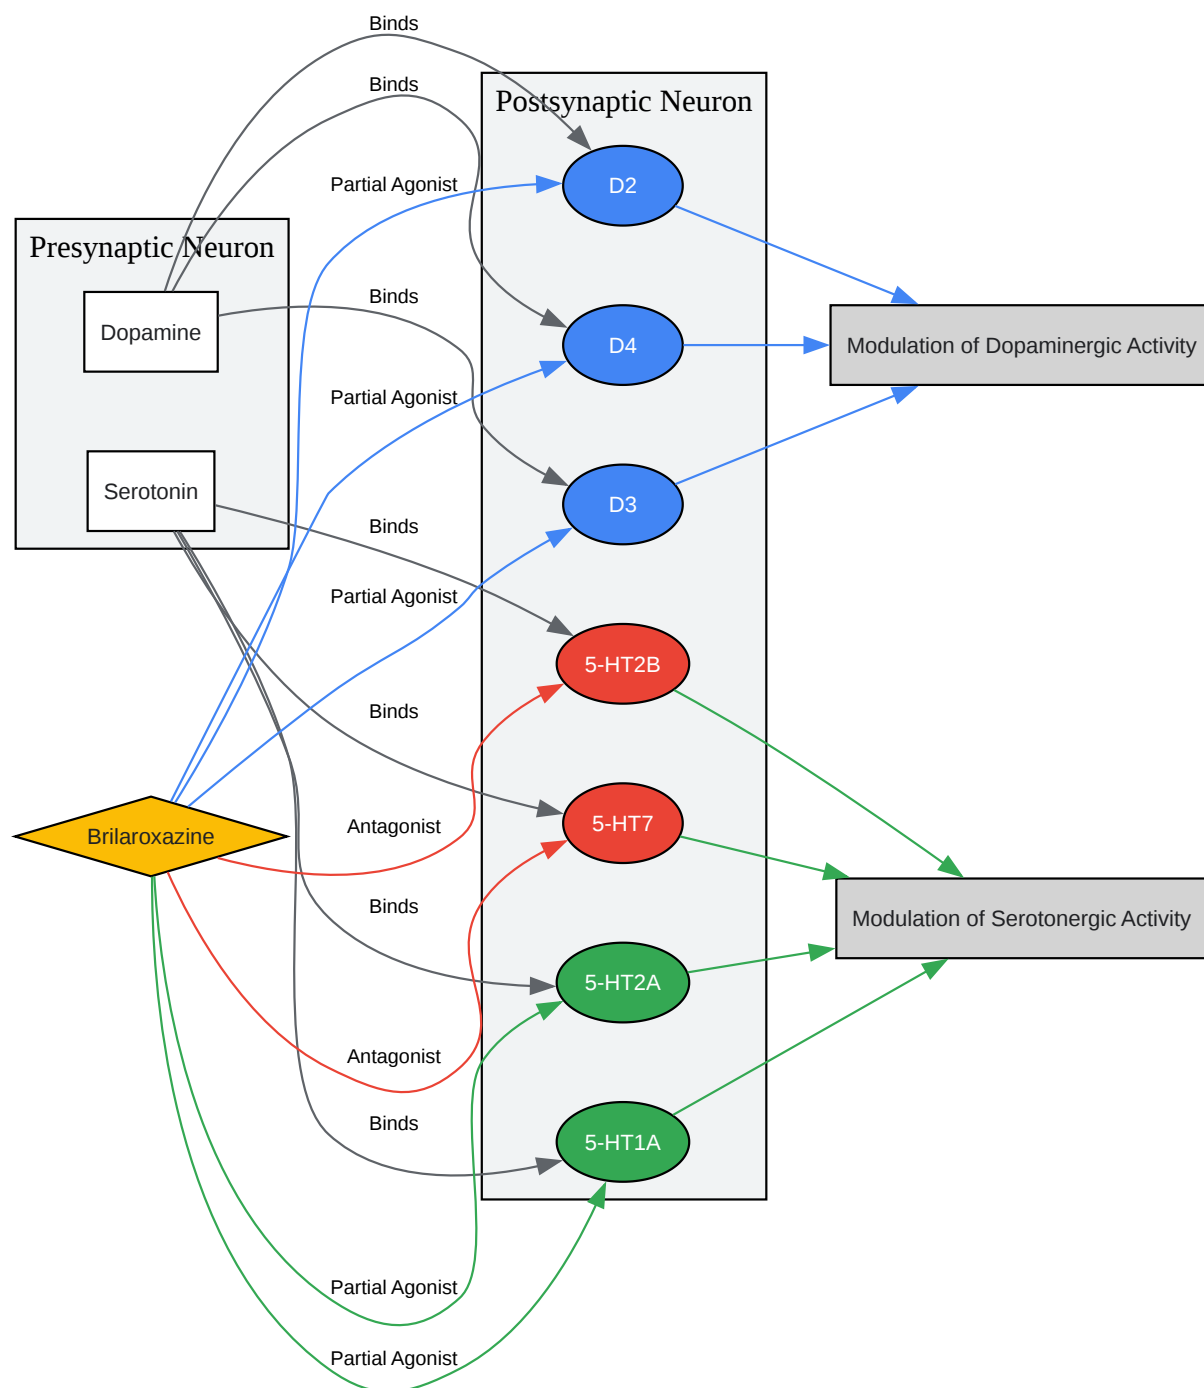 Binds
Binds
Postsynaptic Neuron
Partial Agonist
D2
Presynaptic Neuron
Binds
Dopamine
D4
Modulation of Dopaminergic Activity
Partial Agonist
Serotonin
D3
Binds
Partial Agonist
5-HT2B
Binds
Antagonist
5-HT7
Brilaroxazine
Binds
Modulation of Serotonergic Activity
5-HT2A
Antagonist
Binds
5-HT1A
Partial Agonist
Partial Agonist